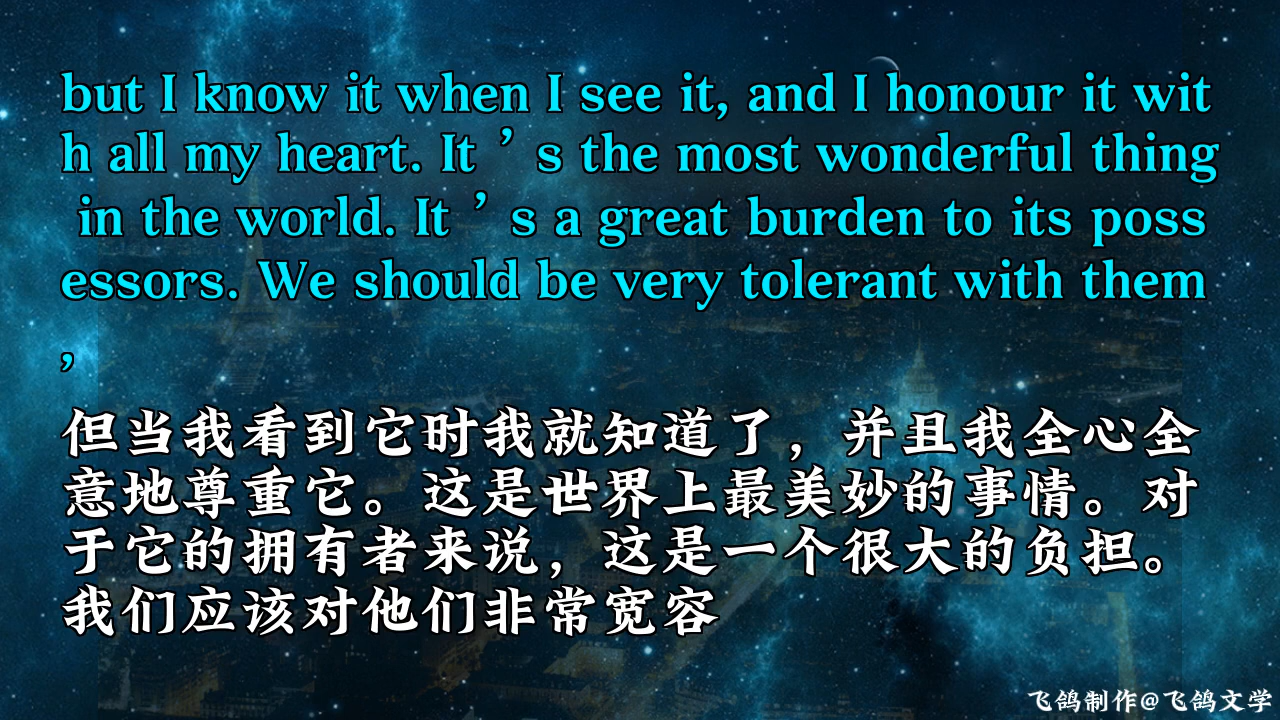 but I know it when I see it, and I honour it wit
h all my heart. It ’ s the most wonderful thing
in the world. It ’ s a great burden to its poss
essors. We should be very tolerant with them
,
但当我看到它时我就知道了，并且我全心全
意地尊重它。这是世界上最美妙的事情。对
于它的拥有者来说，这是一个很大的负担。
我们应该对他们非常宽容
飞鸽制作@飞鸽文学